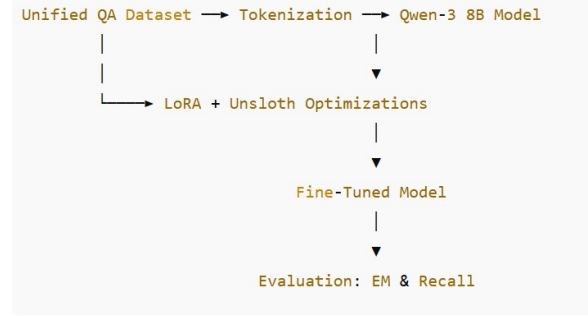 Unified QA Dataset ──► Tokenization ──► Qwen-3 8B Model
LoRA + Unsloth Optimizations
Fine-Tuned Model
Evaluation: EM & Recall